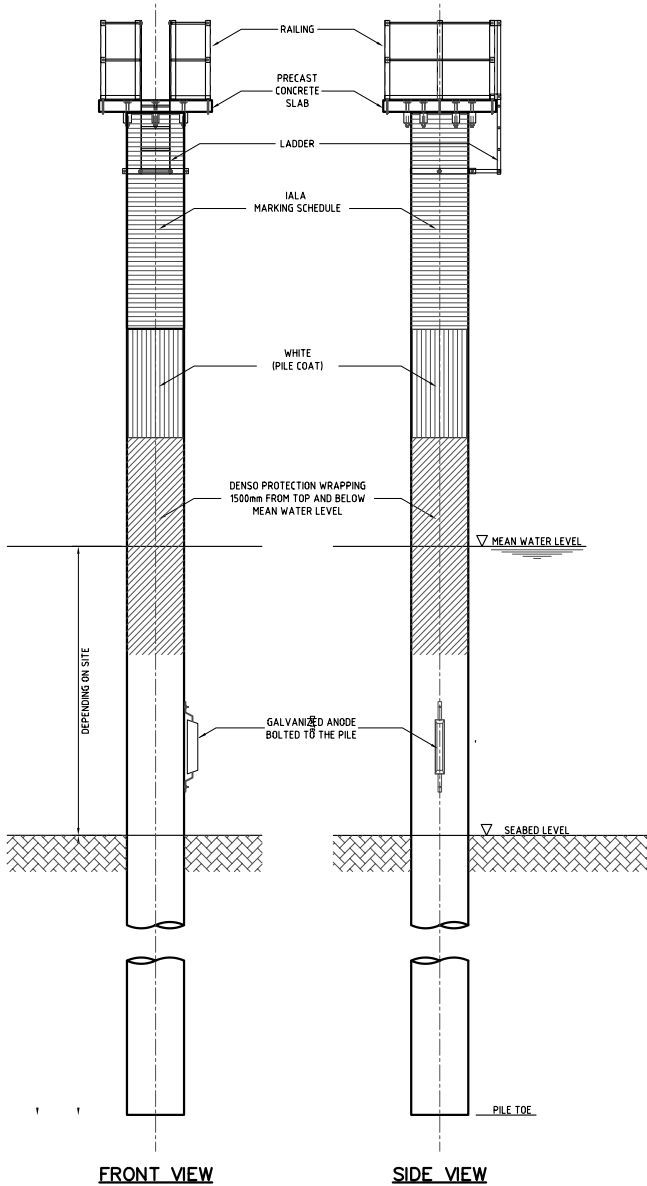 RAILING
PRECAST
CONCRETE
SLAB
LADDER
IALA
MARKING SCHEDULE
WHITE
(PILE COAT)
DENSO PROTECTION WRAPPING
1500mm FROM TOP AND BELOW
MEAN WATER LEVEL
MEAN WATER LEVEL
DEPENDING ON SITE
GALVANIZED ANODE
BOLTED TO THE PILE
SEABED LEVEL
PILE TOE
FRONT VIEW
SIDE VIEW